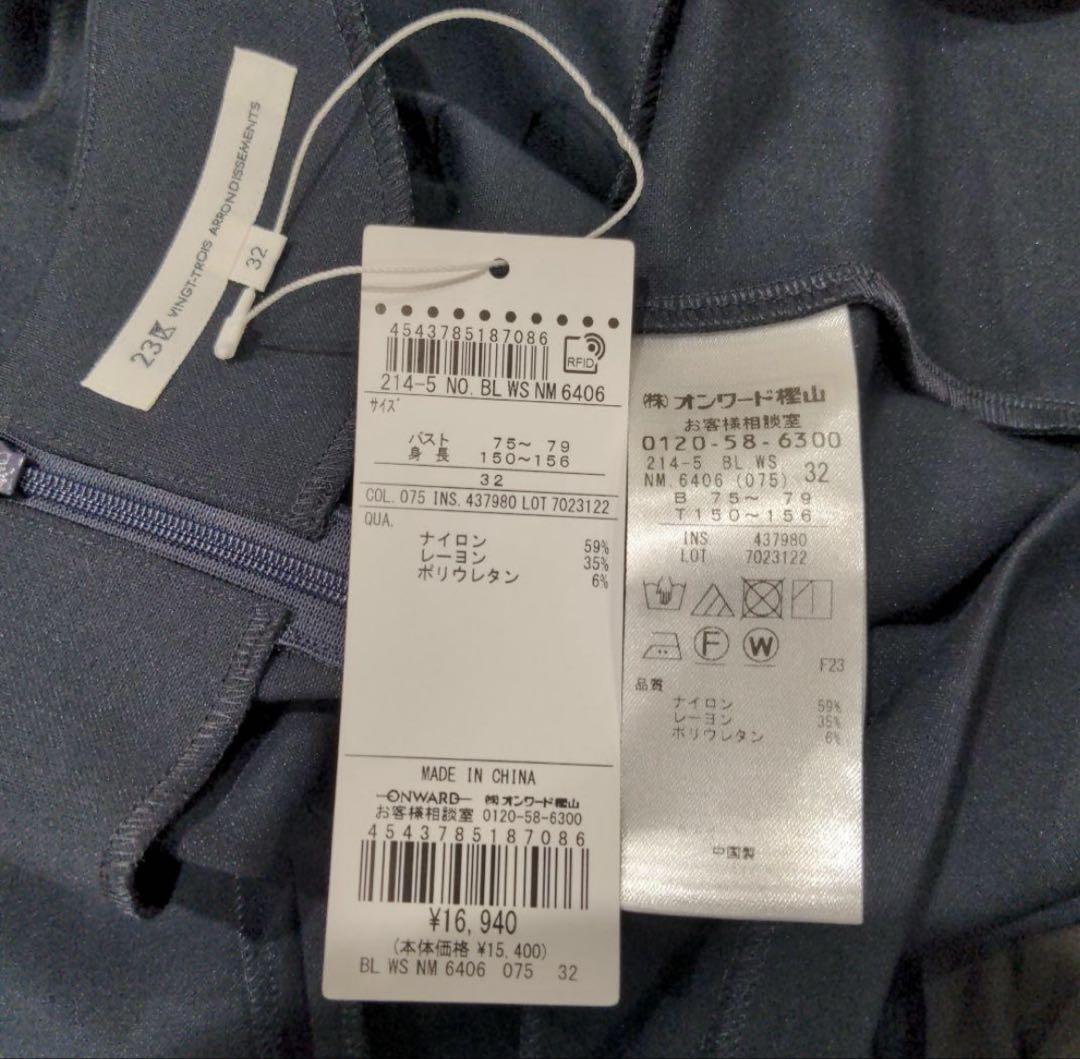 23区 VINGT-TROIS ARRONDISSEMENTS
32
4543785187086
RFID
214-5 NO. BL WS NM 6406
サイズ
バスト 75～ 79
身長 150～156
32
COL. 075 INS. 437980 LOT 7023122
QUA.
ナイロン 59%
レーヨン 35%
ポリウレタン 6%
MADE IN CHINA
ONWARD ㈱オンワード樫山
お客様相談室 0120-58-6300
4543785187086
¥16,940
(本体価格 ¥15,400)
BL WS NM 6406 075 32
㈱オンワード樫山
お客様相談室
0120-58-6300
214-5 BL WS
NM. 6406 (075) 32
B 75～ 79
T 150～156
INS 437980
LOT 7023122
F W
F23
品質
ナイロン 59%
レーヨン 35%
ポリウレタン 6%
中国製